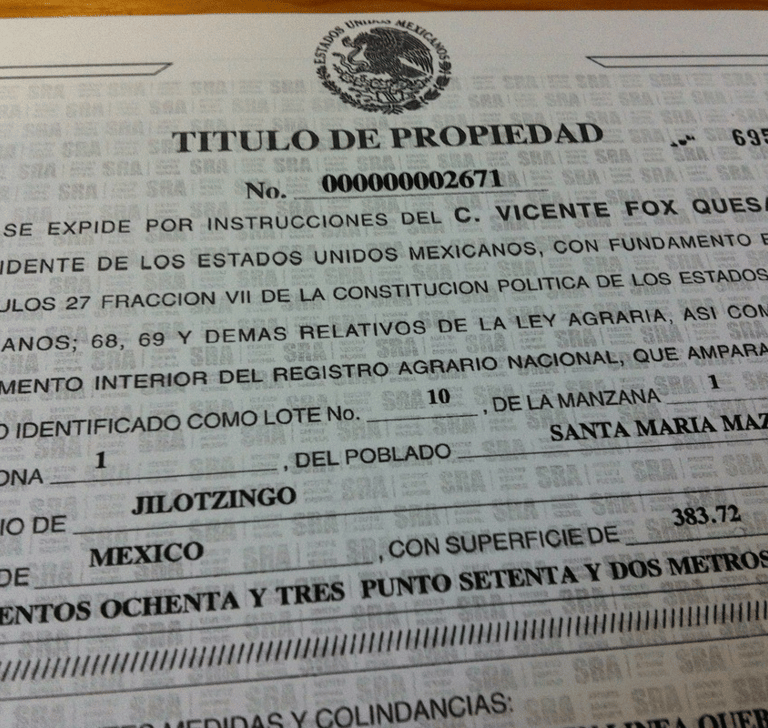 ESTADOS UNIDOS MEXICANOS
TITULO DE PROPIEDAD
695
No. 000000002671
SE EXPIDE POR INSTRUCCIONES DEL C. VICENTE FOX QUESA
IDENTE DE LOS ESTADOS UNIDOS MEXICANOS, CON FUNDAMENTO E
ULOS 27 FRACCION VII DE LA CONSTITUCION POLITICA DE LOS ESTADOS
ANOS; 68, 69 Y DEMAS RELATIVOS DE LA LEY AGRARIA, ASI COM
MENTO INTERIOR DEL REGISTRO AGRARIO NACIONAL, QUE AMPARA
O IDENTIFICADO COMO LOTE No. 10 , DE LA MANZANA 1
ONA 1 , DEL POBLADO SANTA MARIA MAZ
IO DE JILOTZINGO
DE MEXICO , CON SUPERFICIE DE 383.72
ENTOS OCHENTA Y TRES PUNTO SETENTA Y DOS METROS
MEDIDAS Y COLINDANCIAS:
LINEA QUEB